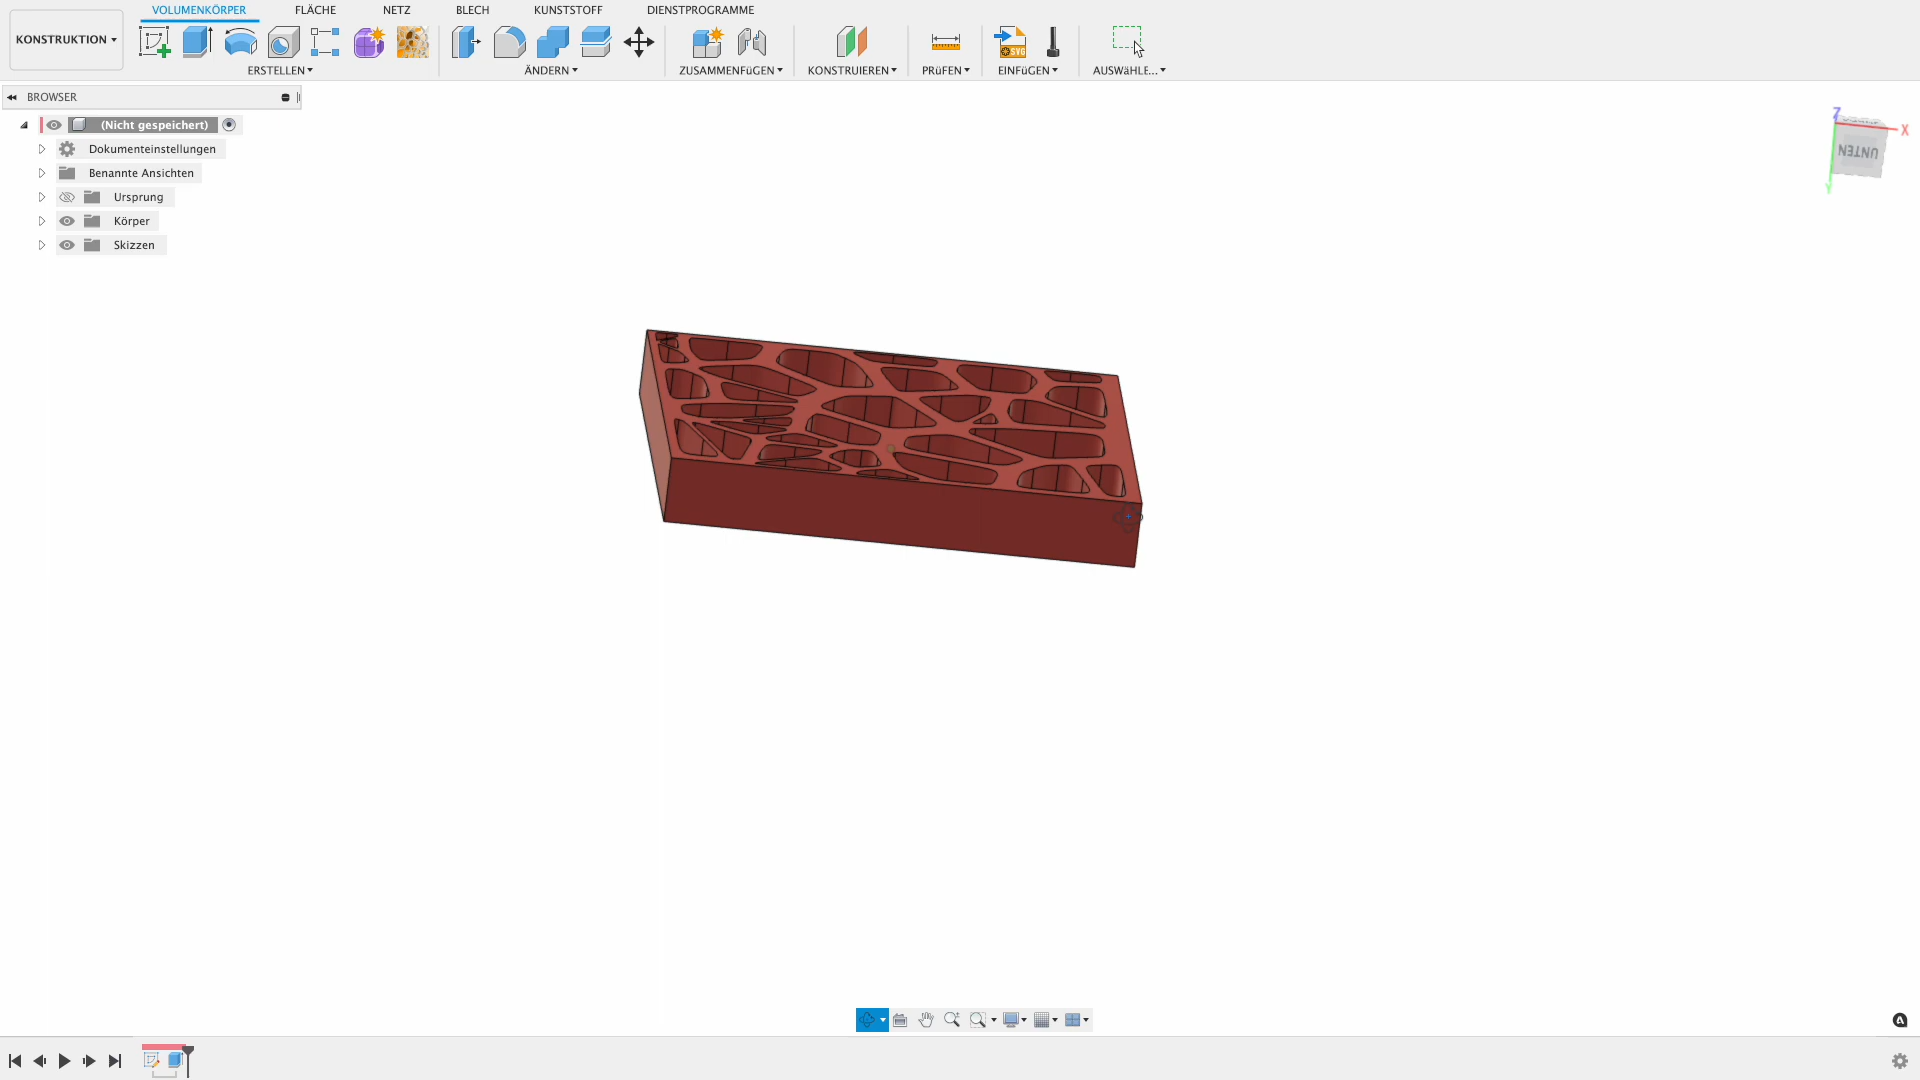 VOLUMENKÖRPER FLÄCHE NETZ BLECH KUNSTSTOFF DIENSTPROGRAMME
KONSTRUKTION
SVG
ERSTELLEN ÄNDERN ZUSAMMENFÜGEN KONSTRUIEREN PRÜFEN EINFÜGEN AUSWÄHLE...
BROWSER
(Nicht gespeichert)
Dokumenteinstellungen
Benannte Ansichten
Ursprung
Körper
Skizzen
Z
X
UNTEN
Y